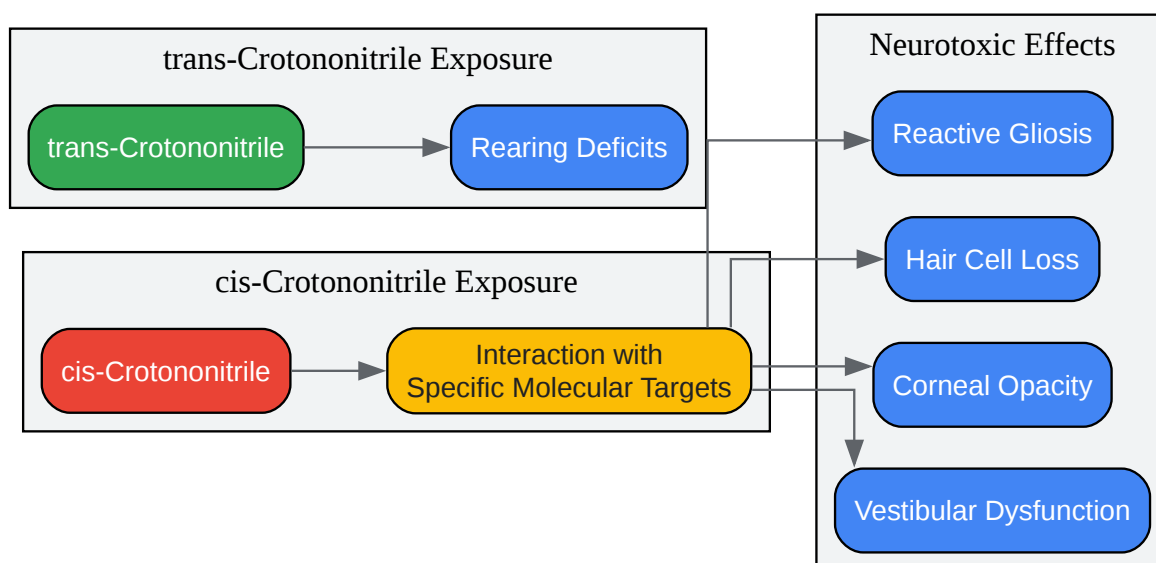 trans-Crotononitrile Exposure
trans-Crotononitrile
Rearing Deficits
cis-Crotononitrile Exposure
cis-Crotononitrile
Interaction with
Specific Molecular Targets
Neurotoxic Effects
Reactive Gliosis
Hair Cell Loss
Corneal Opacity
Vestibular Dysfunction